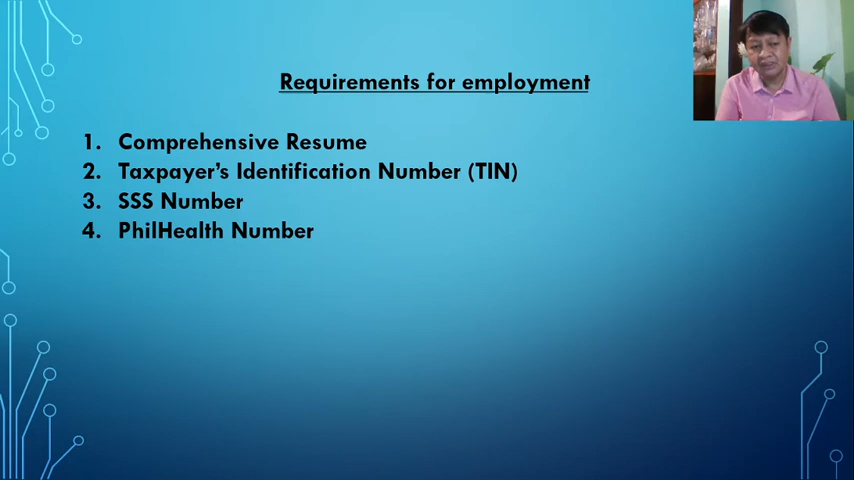 Requirements for employment
1. Comprehensive Resume
2. Taxpayer's Identification Number (TIN)
3. SSS Number
4. PhilHealth Number